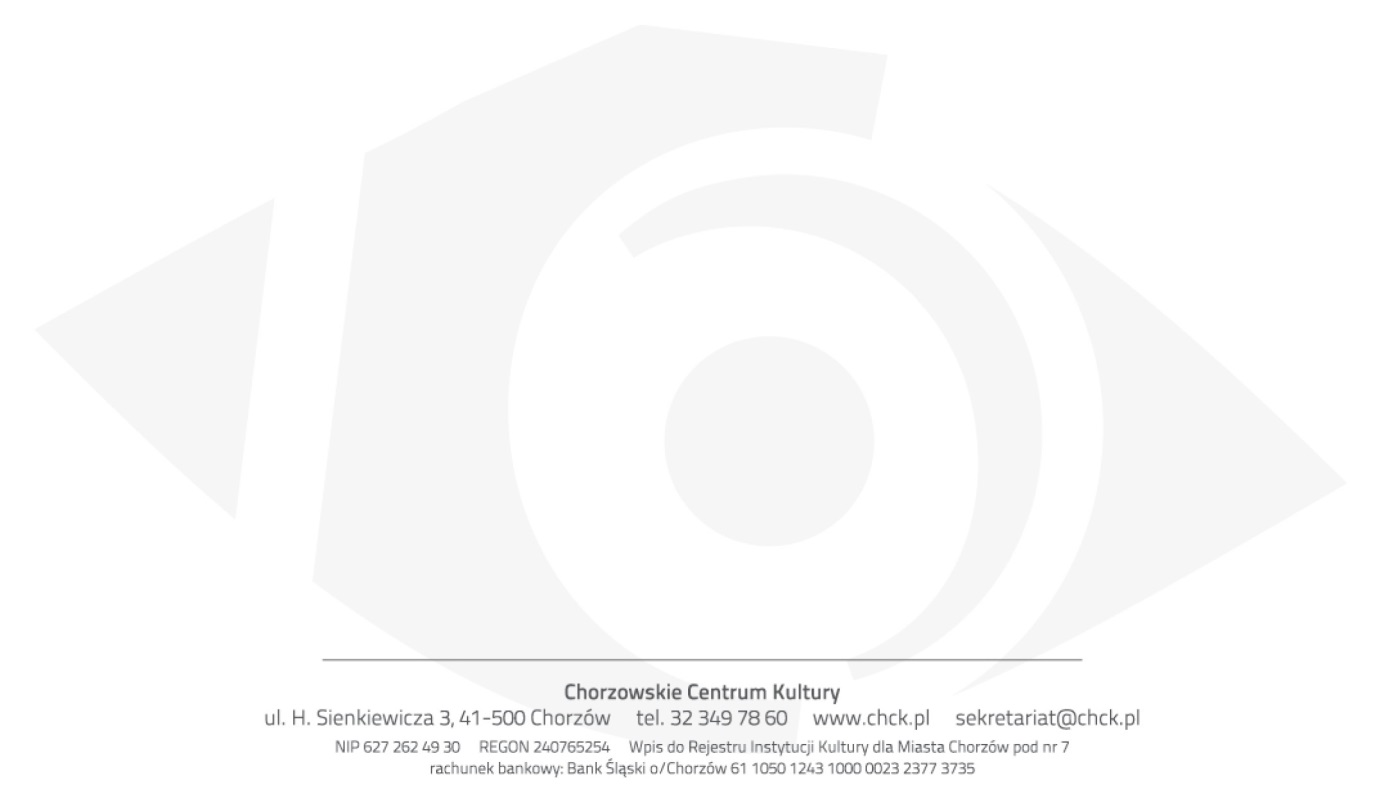 Chorzowskie Centrum Kultury
ul. H. Sienkiewicza 3, 41-500 Chorzów tel. 32 349 78 60 www.chck.pl sekretariat@chck.pl
NIP 627 262 49 30 REGON 240765254 Wpis do Rejestru Instytucji Kultury dla Miasta Chorzów pod nr 7
rachunek bankowy: Bank Śląski o/Chorzów 61 1050 1243 1000 0023 2377 3735